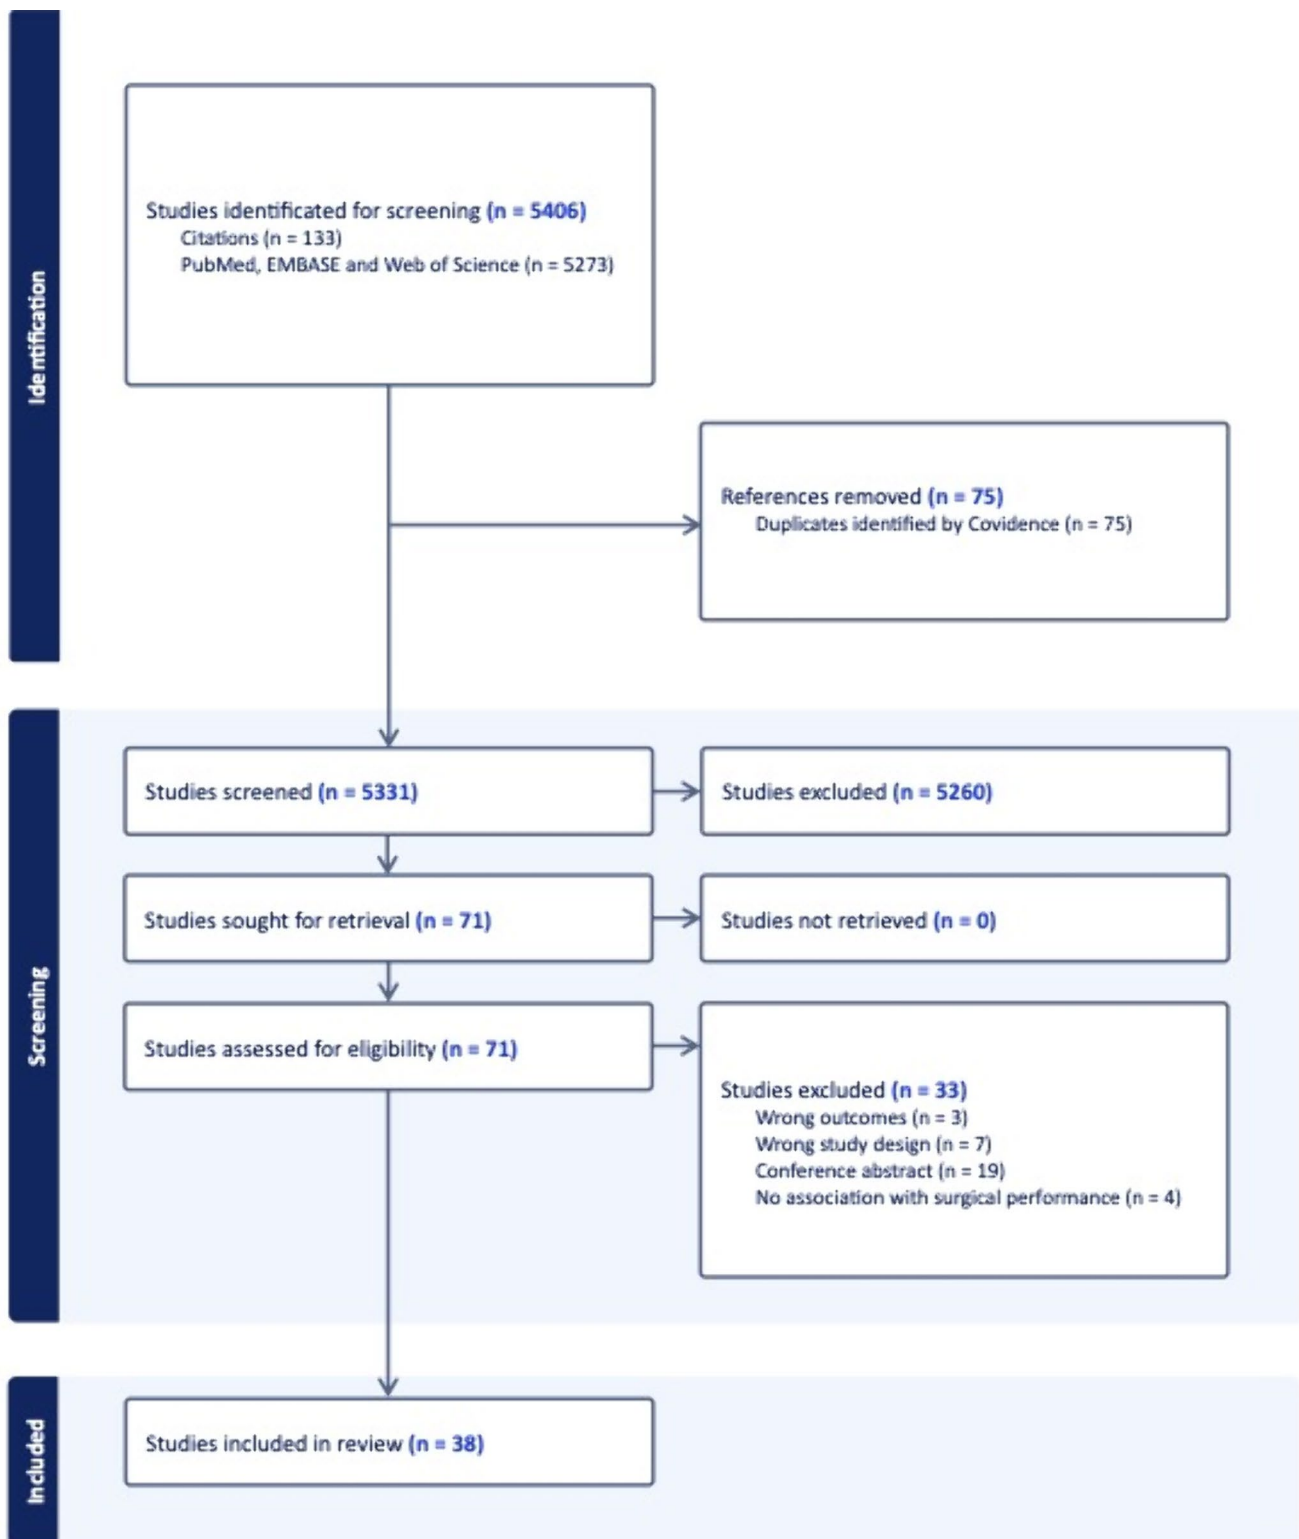 Identification
Studies identificated for screening (n = 5406)
Citations (n = 133)
PubMed, EMBASE and Web of Science (n = 5273)
References removed (n = 75)
Duplicates identified by Covidence (n = 75)
Screening
Studies screened (n = 5331)
Studies excluded (n = 5260)
Studies sought for retrieval (n = 71)
Studies not retrieved (n = 0)
Studies assessed for eligibility (n = 71)
Studies excluded (n = 33)
Wrong outcomes (n = 3)
Wrong study design (n = 7)
Conference abstract (n = 19)
No association with surgical performance (n = 4)
Included
Studies included in review (n = 38)